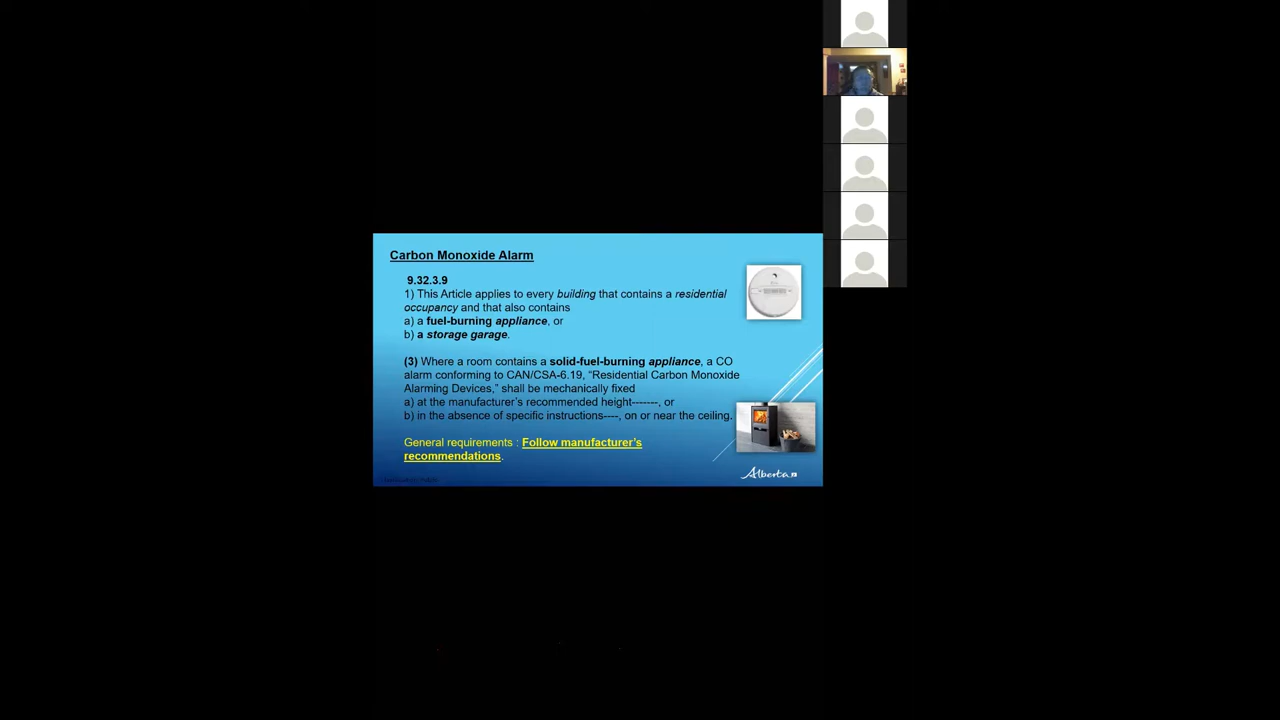 Carbon Monoxide Alarm
9.32.3.9
1) This Article applies to every building that contains a residential
occupancy and that also contains
a) a fuel-burning appliance, or
b) a storage garage.
(3) Where a room contains a solid-fuel-burning appliance, a CO
alarm conforming to CAN/CSA-6.19, “Residential Carbon Monoxide
Alarming Devices,” shall be mechanically fixed
a) at the manufacturer’s recommended height-------, or
b) in the absence of specific instructions----, on or near the ceiling.
General requirements : Follow manufacturer’s
recommendations.
Alberta